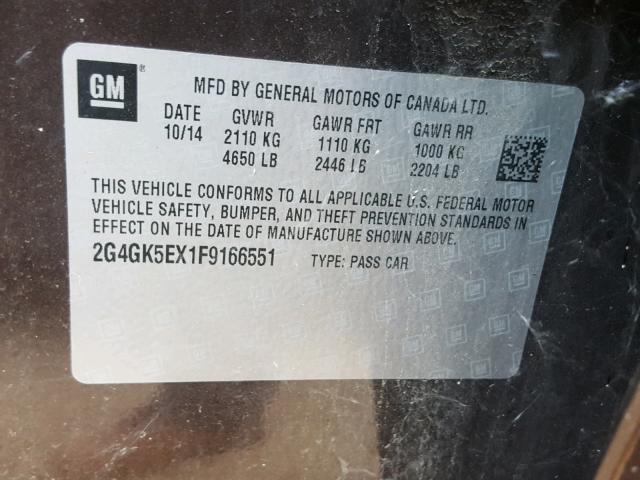 GM ®
MFD BY GENERAL MOTORS OF CANADA LTD.
DATE GVWR GAWR FRT GAWR RR
10/14 2110 KG 1110 KG 1000 KG
4650 LB 2446 LB 2204 LB
THIS VEHICLE CONFORMS TO ALL APPLICABLE U.S. FEDERAL MOTOR
VEHICLE SAFETY, BUMPER, AND THEFT PREVENTION STANDARDS IN
EFFECT ON THE DATE OF MANUFACTURE SHOWN ABOVE.
2G4GK5EX1F9166551 TYPE: PASS CAR